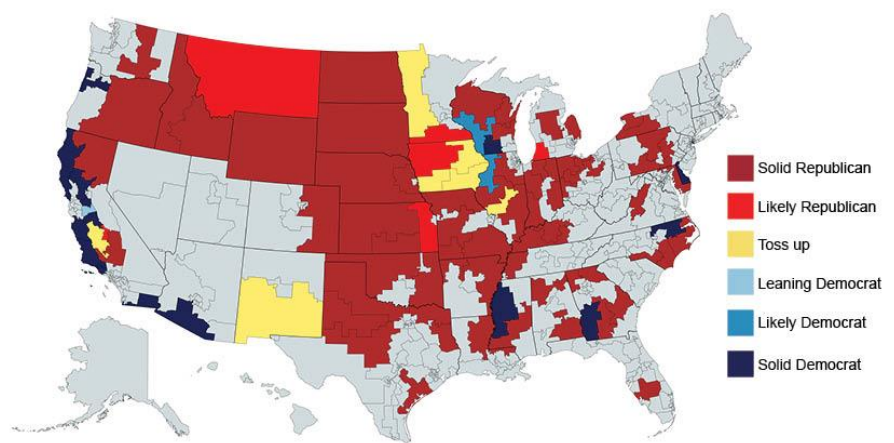 Solid Republican
Likely Republican
Toss up
Leaning Democrat
Likely Democrat
Solid Democrat